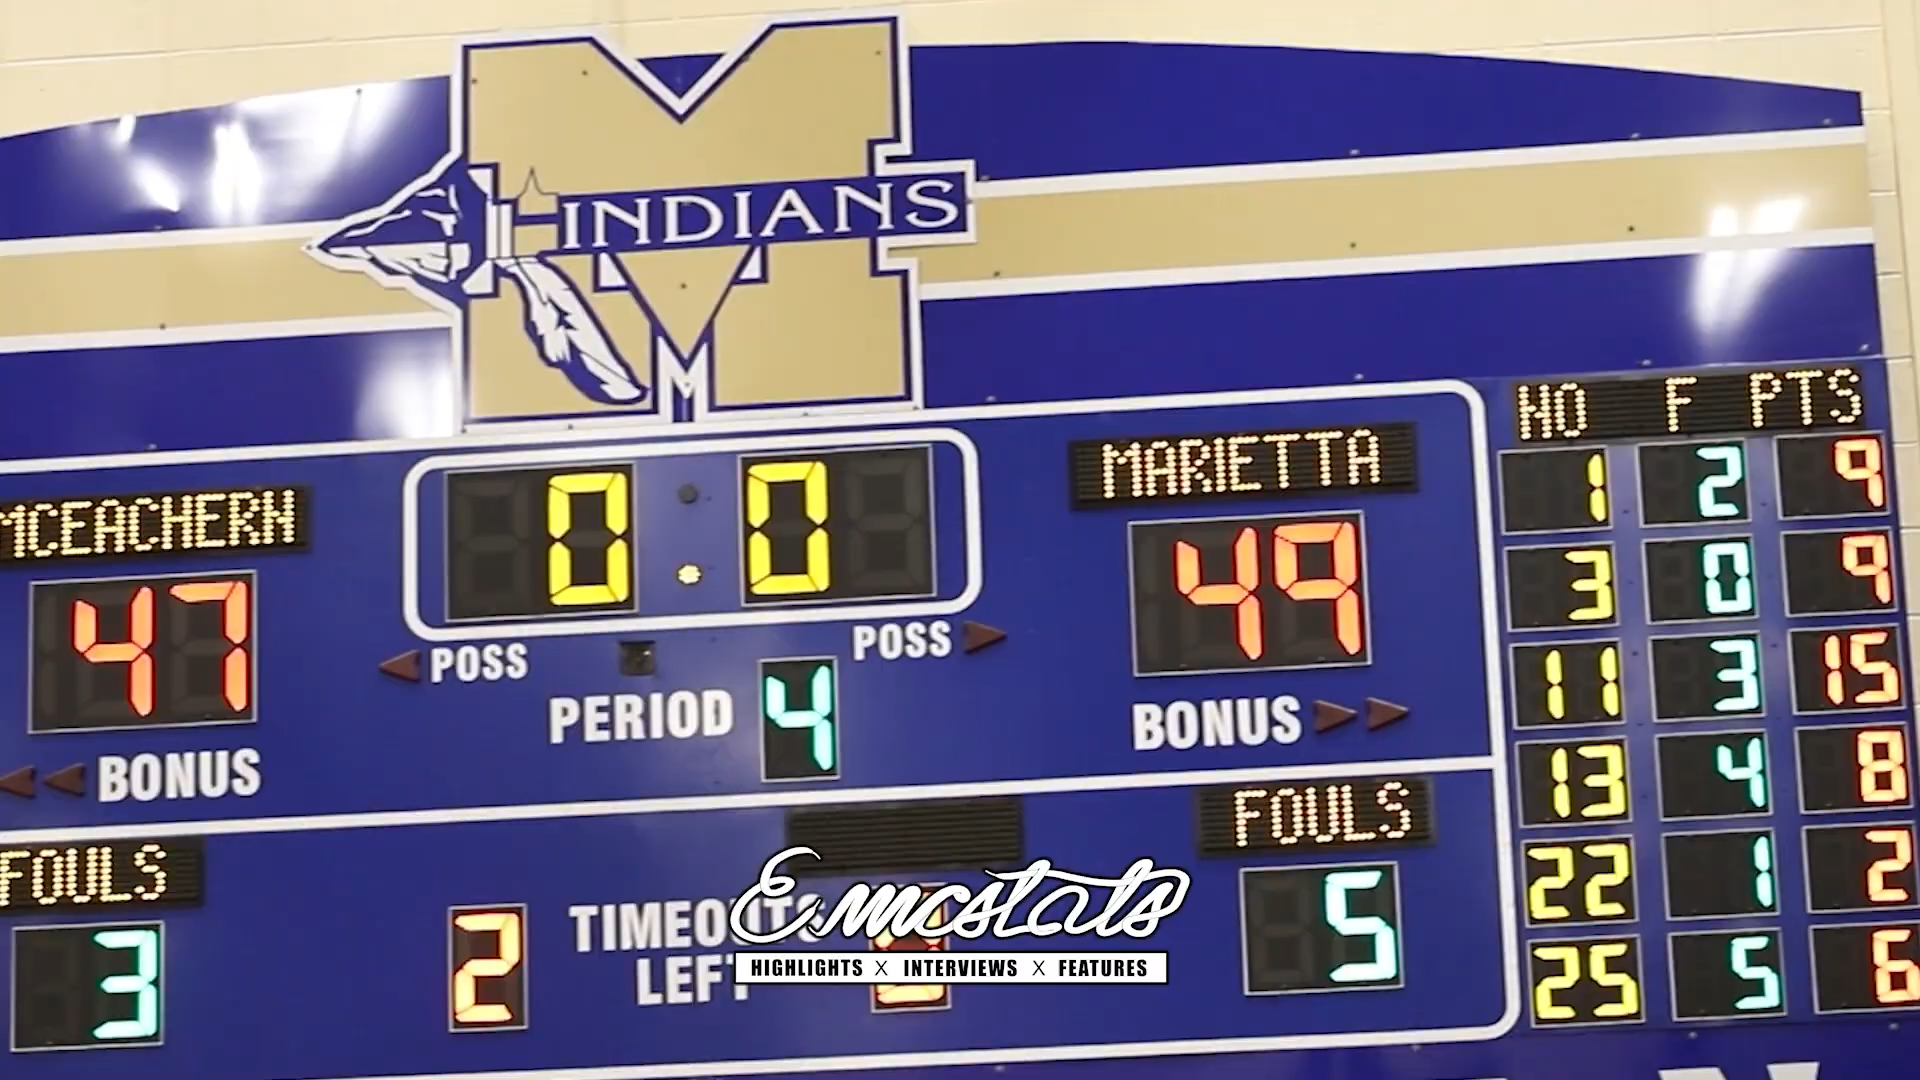 INDIANS
M
NO F PTS
MCEACHERN 0.0 MARIETTA
47 49
POSS POSS
PERIOD 4
BONUS BONUS
1 2 9
3 0 9
11 3 15
13 4 8
22 1 2
25 5 6
FOULS FOULS
3 2 TIMEOUTS LEFT 5
Emcstats
HIGHLIGHTS X INTERVIEWS X FEATURES